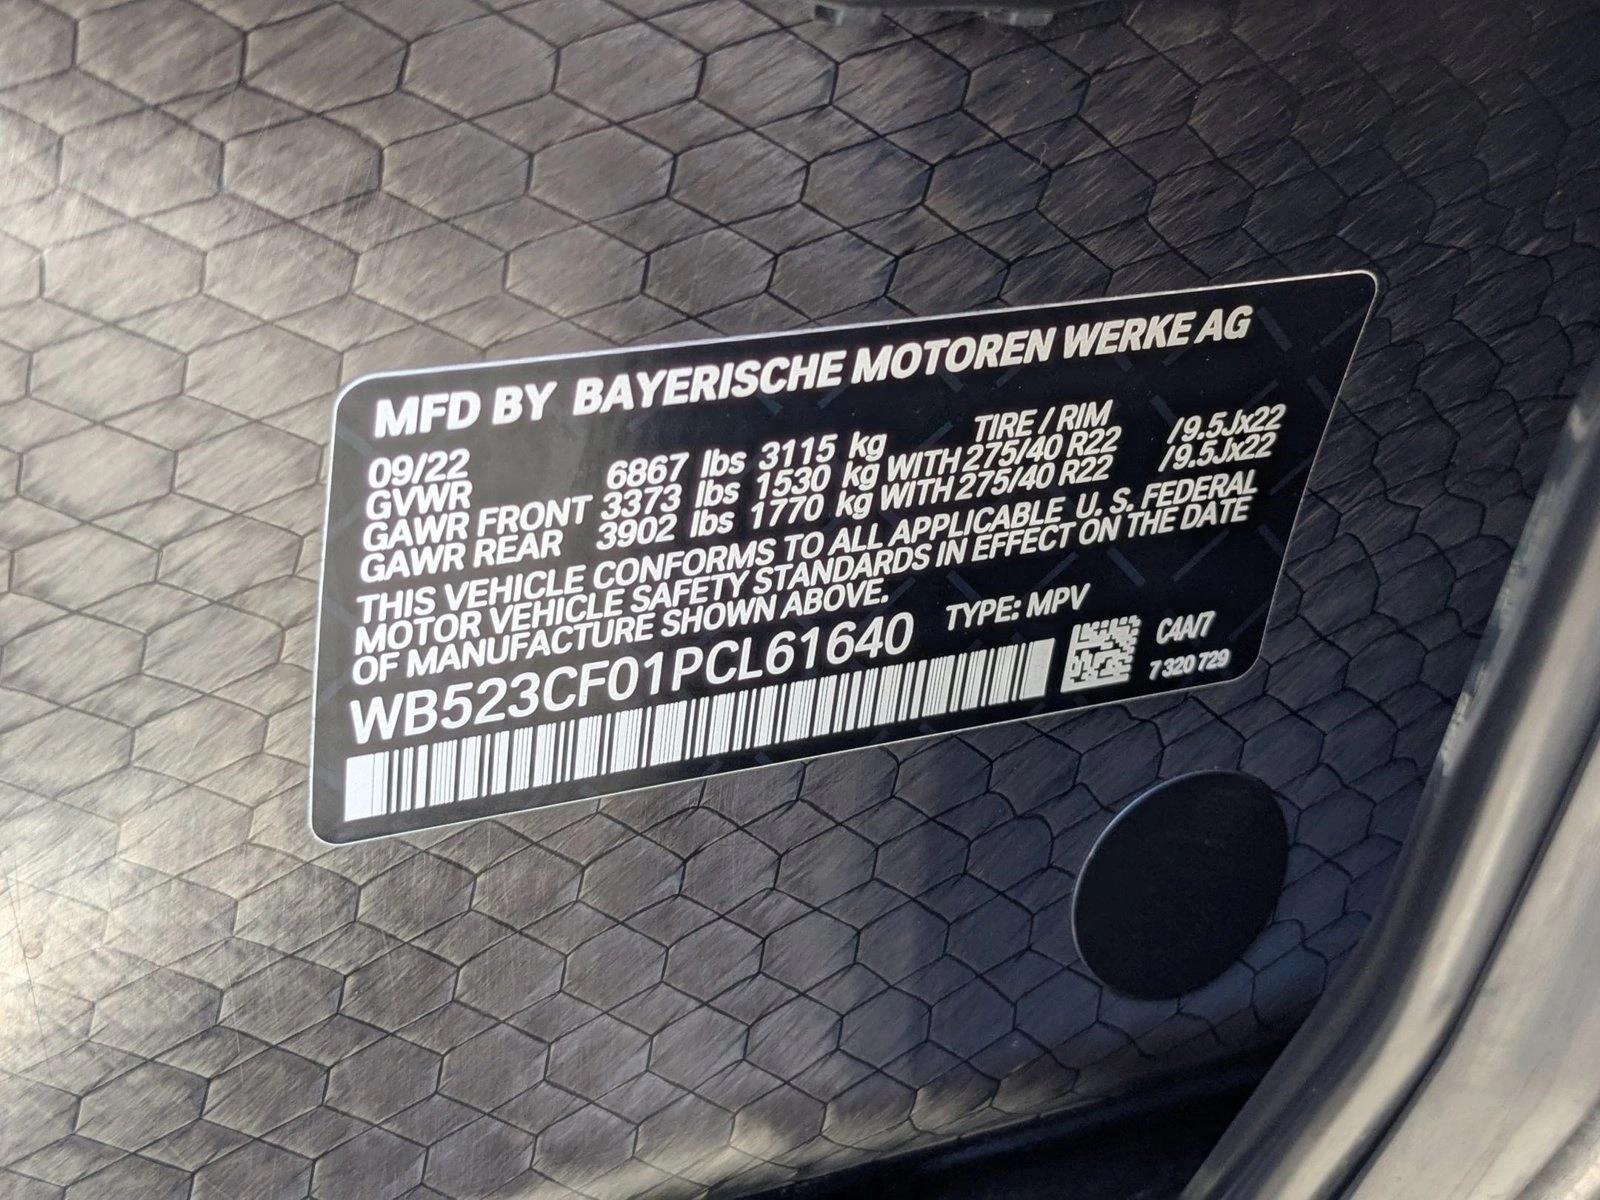 MFD BY BAYERISCHE MOTOREN WERKE AG
09/22 TIRE / RIM
GVWR 6867 lbs 3115 kg
GAWR FRONT 3373 lbs 1530 kg WITH 275/40 R22 /9.5Jx22
GAWR REAR 3902 lbs 1770 kg WITH 275/40 R22 /9.5Jx22
THIS VEHICLE CONFORMS TO ALL APPLICABLE U. S. FEDERAL
MOTOR VEHICLE SAFETY STANDARDS IN EFFECT ON THE DATE
OF MANUFACTURE SHOWN ABOVE.
WB523CF01PCL61640 TYPE: MPV
C4A/7
7 320 729